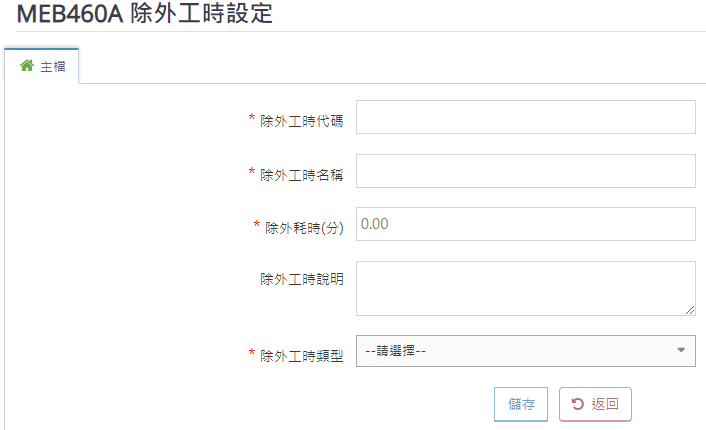 MEB460A 除外工時設定
主檔
* 除外工時代碼
* 除外工時名稱
* 除外耗時(分) 0.00
除外工時說明
* 除外工時類型 --請選擇--
儲存 返回